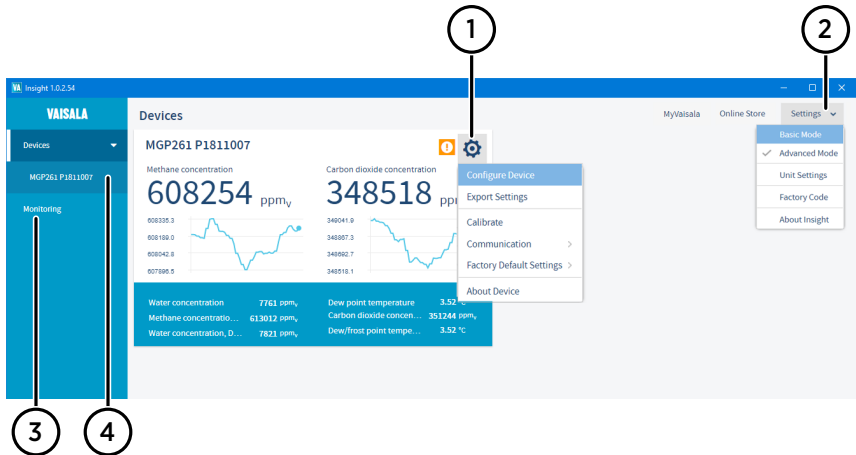 1
2
VA Insight 1.0.2.54
VAISALA
Devices
MyVaisala Online Store Settings
Devices
MGP261 P1811007
Monitoring
MGP261 P1811007
Methane concentration
608254 ppmv
608335.3
608189.0
608042.8
607896.5
Carbon dioxide concentration
348518
349041.9
348867.3
348692.7
348518.1
Water concentration 7761 ppmv
Methane concentratio... 613012 ppmv
Water concentration, D... 7821 ppmv
Dew point temperature 3.52 °C
Carbon dioxide concen... 351244 ppmv
Dew/frost point tempe... 3.52 °C
Configure Device
Export Settings
Calibrate
Communication
Factory Default Settings
About Device
Basic Mode
Advanced Mode
Unit Settings
Factory Code
About Insight
3
4